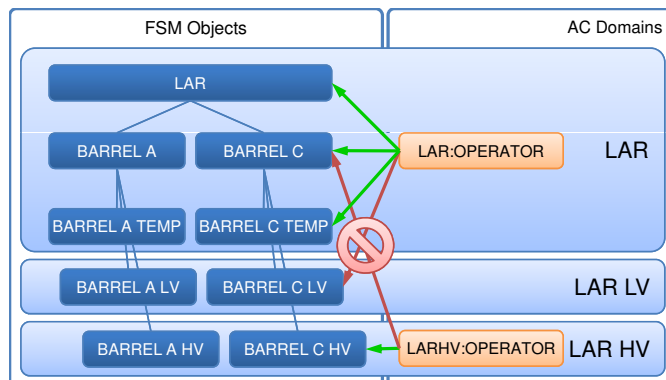 FSM Objects
AC Domains
LAR
BARREL A
BARREL C
LAR:OPERATOR
LAR
BARREL A TEMP
BARREL C TEMP
BARREL A LV
BARREL C LV
LAR LV
BARREL A HV
BARREL C HV
LARHV:OPERATOR
LAR HV